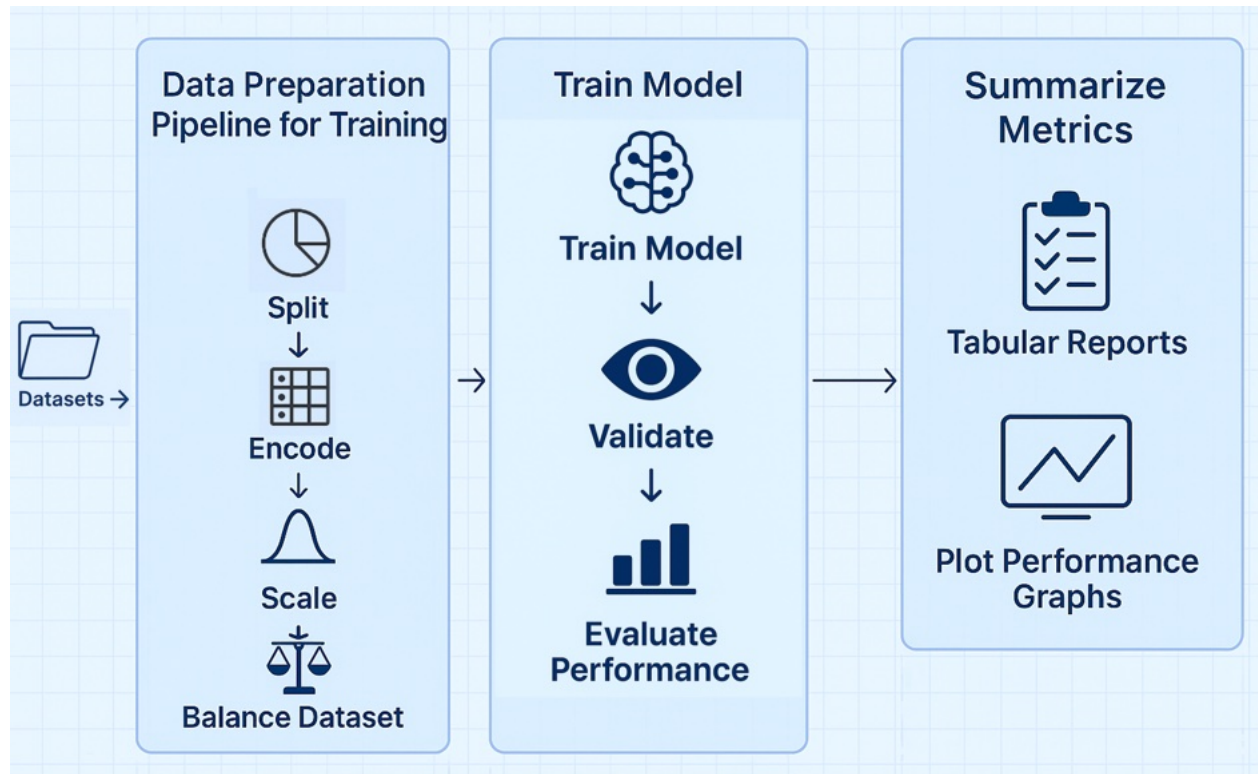 Data Preparation
Pipeline for Training
Split
Encode
Scale
Balance Dataset
Datasets
Train Model
Train Model
Validate
Evaluate
Performance
Summarize
Metrics
Tabular Reports
Plot Performance
Graphs